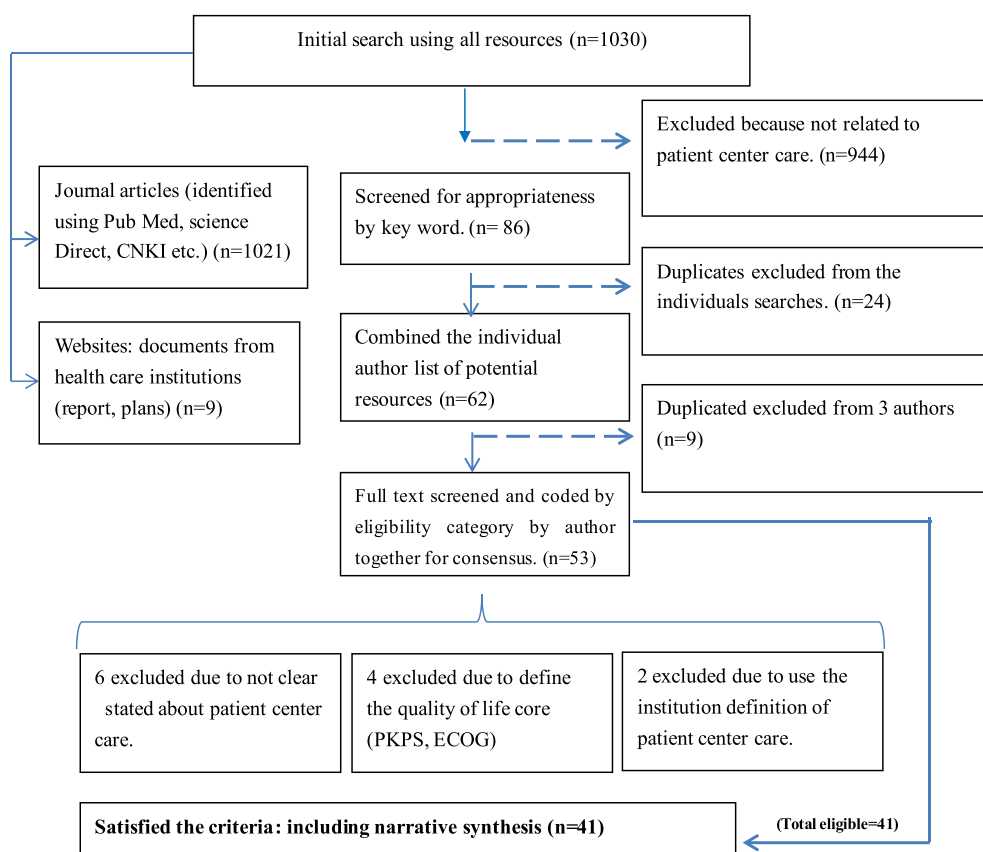 Initial search using all resources (n=1030)
Excluded because not related to
patient center care. (n=944)
Journal articles (identified
using Pub Med, science
Direct, CNKI etc.) (n=1021)
Screened for appropriateness
by key word. (n= 86)
Duplicates excluded from the
individuals searches. (n=24)
Websites: documents from
health care institutions
(report, plans) (n=9)
Combined the individual
author list of potential
resources (n=62)
Duplicated excluded from 3 authors
(n=9)
Full text screened and coded by
eligibility category by author
together for consensus. (n=53)
6 excluded due to not clear
stated about patient center
care.
4 excluded due to define
the quality of life core
(PKPS, ECOG)
2 excluded due to use the
institution definition of
patient center care.
Satisfied the criteria: including narrative synthesis (n=41)
(Total eligible=41)